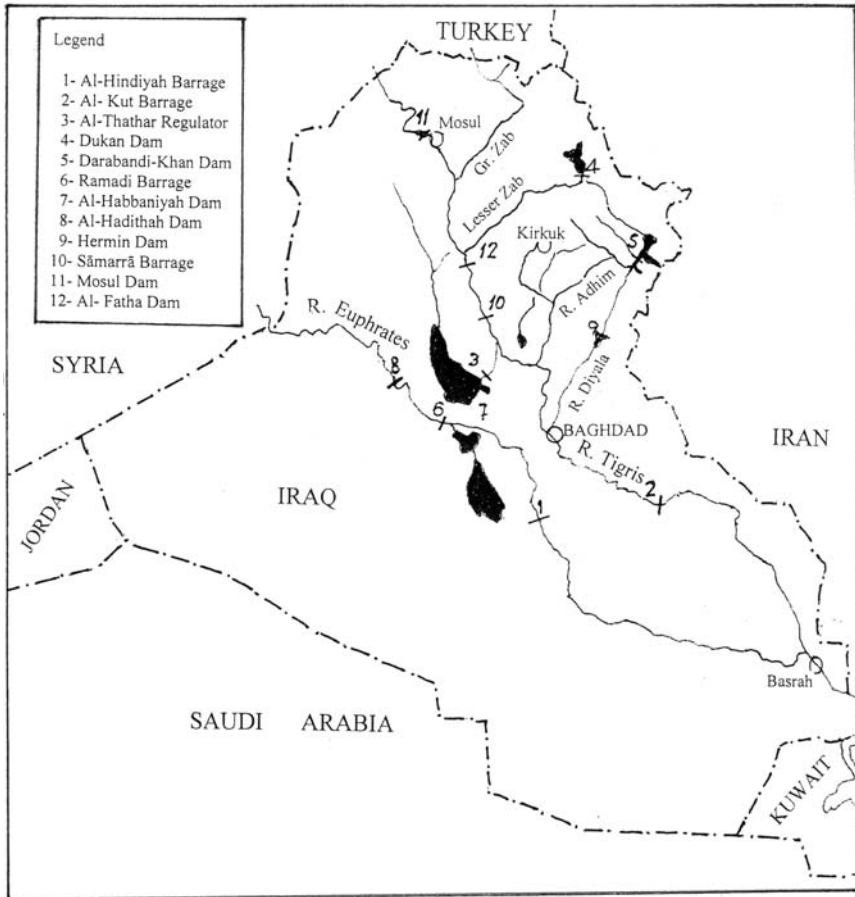 TURKEY
Legend
1- Al-Hindiyah Barrage
2- Al- Kut Barrage
3- Al-Thathar Regulator
4- Dukan Dam
5- Darabandi-Khan Dam
6- Ramadi Barrage
7- Al-Habbaniyah Dam
8- Al-Hadithah Dam
9- Hermin Dam
10- Sāmarrā Barrage
11- Mosul Dam
12- Al- Fatha Dam
11
Mosul
Gr. Zab
4
Lesser Zab
Kirkuk
5
12
R. Adhim
10
R. Euphrates
9
SYRIA
8
3
R. Diyala
6
7
BAGHDAD
IRAN
R. Tigris
2
IRAQ
1
JORDAN
Basrah
SAUDI ARABIA
KUWAIT